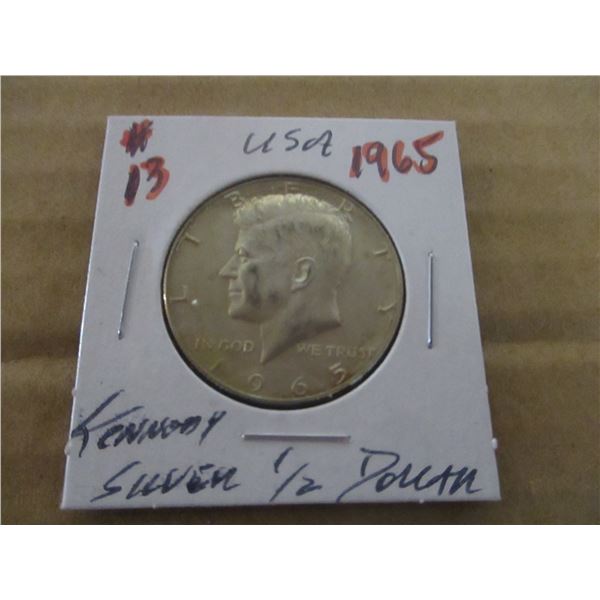 # USA 1965
13
LIBERTY
IN GOD WE TRUST
1965
KENNEDY
SILVER 1/2 DOLLAR